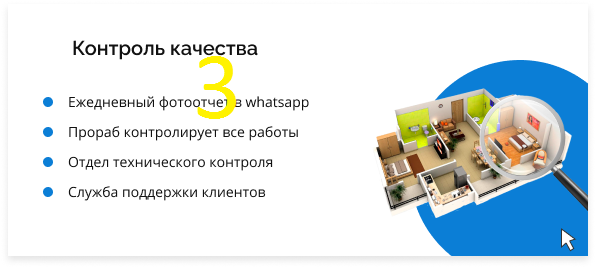 Контроль качества
3
Ежедневный фотоотчет в whatsapp
Прораб контролирует все работы
Отдел технического контроля
Служба поддержки клиентов